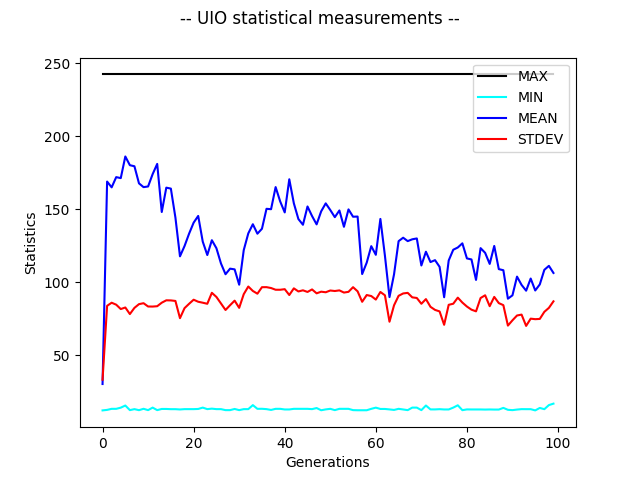 -- UIO statistical measurements --
250
200
150
100
50
Statistics
MAX
MIN
MEAN
STDEV
0 20 40 60 80 100
Generations